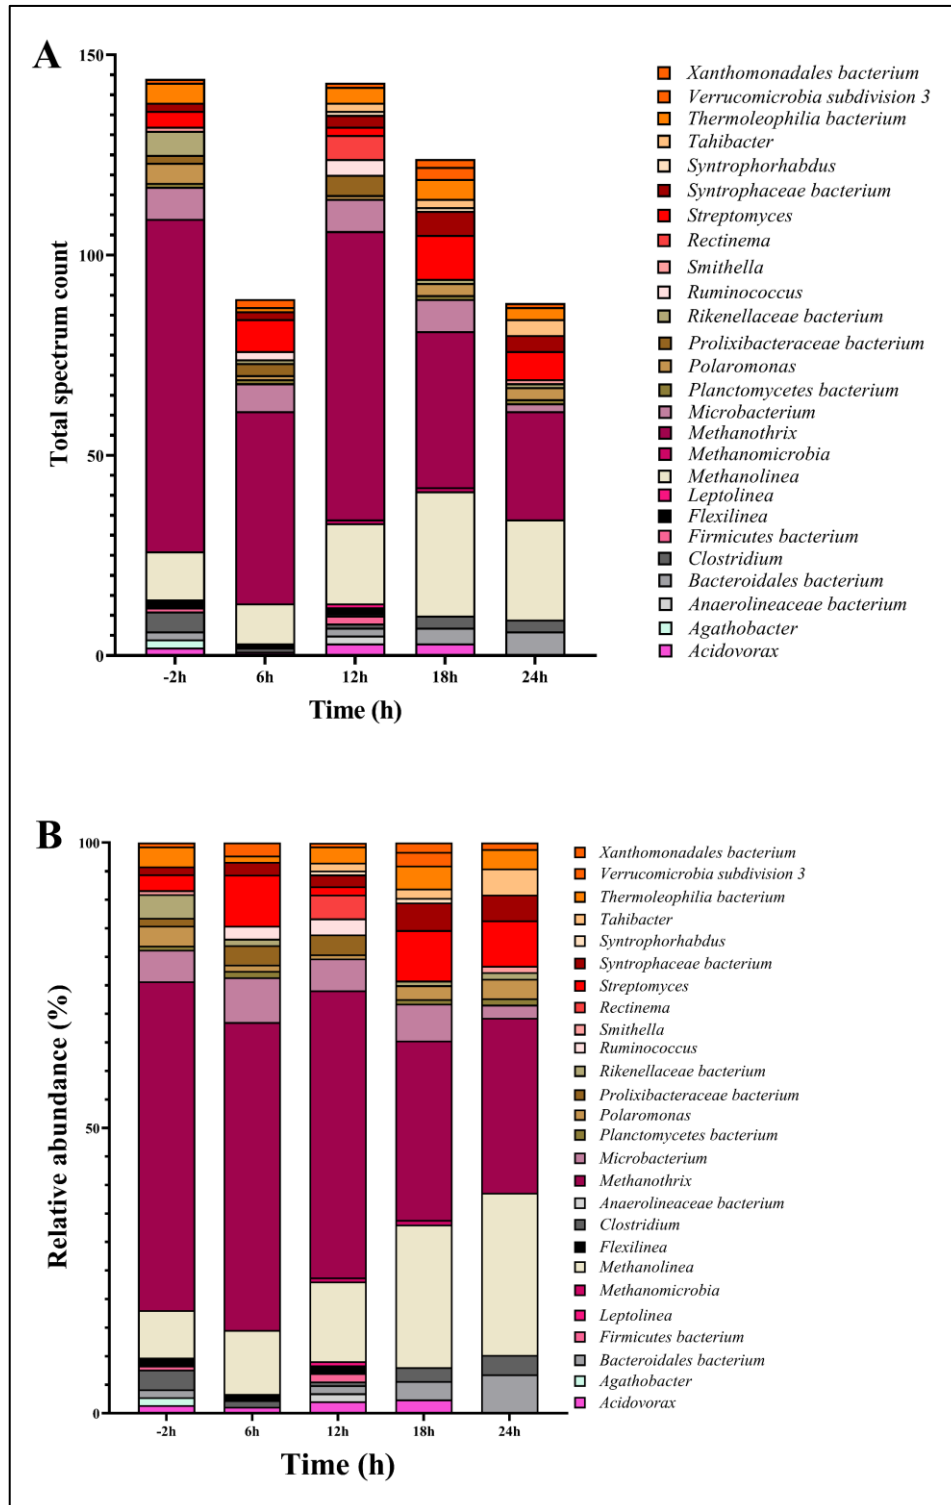 A
150
100
50
0
Total spectrum count
-2h 6h 12h 18h 24h
Time (h)
Xanthomonadales bacterium
Verrucomicrobia subdivision 3
Thermoleophilia bacterium
Tahibacter
Syntrophorhabdus
Syntrophaceae bacterium
Streptomyces
Rectinema
Smithella
Ruminococcus
Rikenellaceae bacterium
Prolixibacteraceae bacterium
Polaromonas
Planctomycetes bacterium
Microbacterium
Methanothrix
Methanomicrobia
Methanolinea
Leptolinea
Flexilinea
Firmicutes bacterium
Clostridium
Bacteroidales bacterium
Anaerolineaceae bacterium
Agathobacter
Acidovorax
B
100
50
0
Relative abundance (%)
-2h 6h 12h 18h 24h
Time (h)
Xanthomonadales bacterium
Verrucomicrobia subdivision 3
Thermoleophilia bacterium
Tahibacter
Syntrophorhabdus
Syntrophaceae bacterium
Streptomyces
Rectinema
Smithella
Ruminococcus
Rikenellaceae bacterium
Prolixibacteraceae bacterium
Polaromonas
Planctomycetes bacterium
Microbacterium
Methanothrix
Anaerolineaceae bacterium
Clostridium
Flexilinea
Methanolinea
Methanomicrobia
Leptolinea
Firmicutes bacterium
Bacteroidales bacterium
Agathobacter
Acidovorax